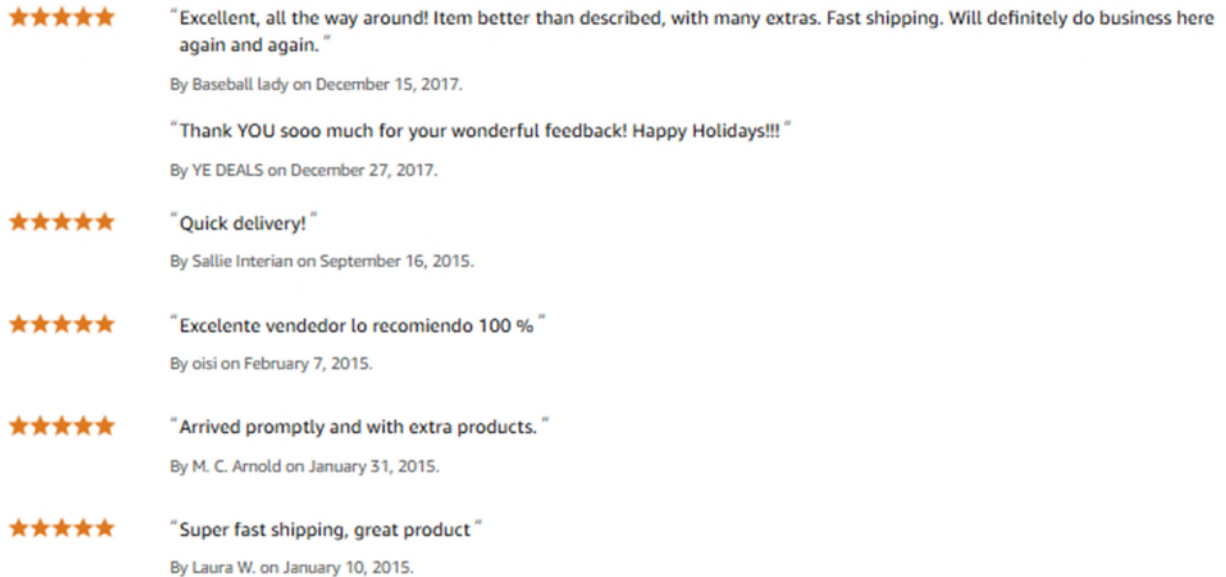 “Excellent, all the way around! Item better than described, with many extras. Fast shipping. Will definitely do business here
again and again. ”
By Baseball lady on December 15, 2017.
“Thank YOU sooo much for your wonderful feedback! Happy Holidays!!! ”
By YE DEALS on December 27, 2017.
“Quick delivery! ”
By Sallie Interian on September 16, 2015.
“Excelente vendedor lo recomiendo 100 % ”
By oisi on February 7, 2015.
“Arrived promptly and with extra products. ”
By M. C. Arnold on January 31, 2015.
“Super fast shipping, great product ”
By Laura W. on January 10, 2015.